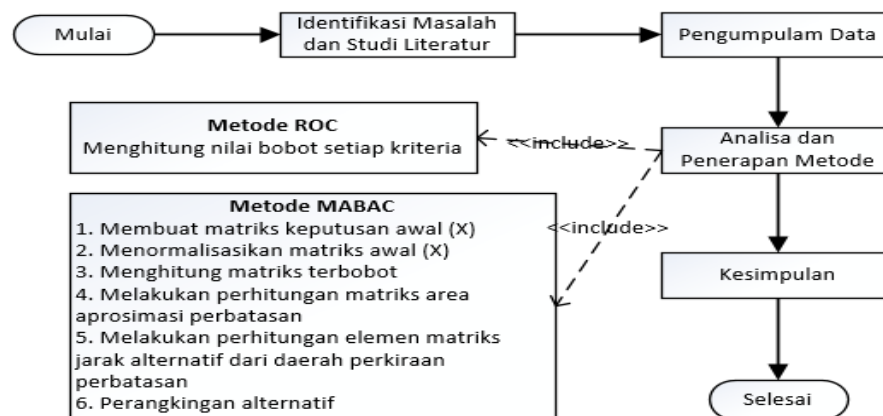 Mulai
Identifikasi Masalah
dan Studi Literatur
Pengumpulam Data
Metode ROC
Menghitung nilai bobot setiap kriteria
<<include>>
Analisa dan
Penerapan Metode
Metode MABAC
1. Membuat matriks keputusan awal (X)
2. Menormalisasikan matriks awal (X)
3. Menghitung matriks terbobot
4. Melakukan perhitungan matriks area
aprosimasi perbatasan
5. Melakukan perhitungan elemen matriks
jarak alternatif dari daerah perkiraan
perbatasan
6. Perangkingan alternatif
<<include>>
Kesimpulan
Selesai